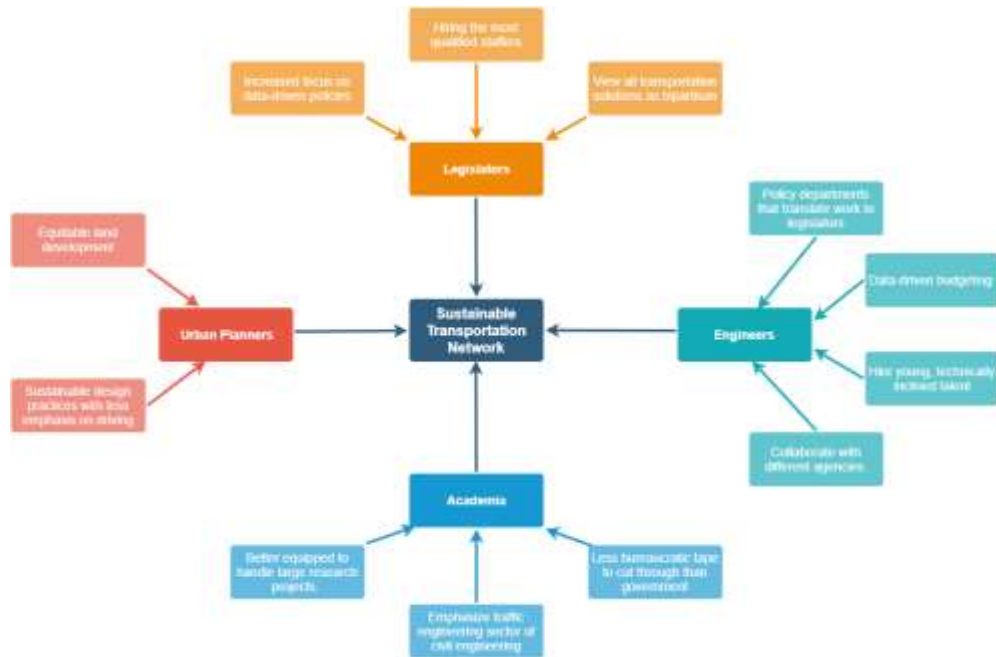 Hiring the most
qualified staffers
Increased focus on
data-driven policies
View all transportation
solutions as bipartisan
Legislators
Policy departments
that translate work to
legislators
Equitable land
development
Data driven budgeting
Urban Planners
Sustainable
Transportation
Network
Engineers
Hire young, technically
inclined talent
Sustainable design
practices with less
emphasis on driving
Collaborate with
different agencies
Academia
Better equipped to
handle large research
projects
Less bureaucratic tape
to cut through than
government
Emphasize traffic
engineering sector of
civil engineering